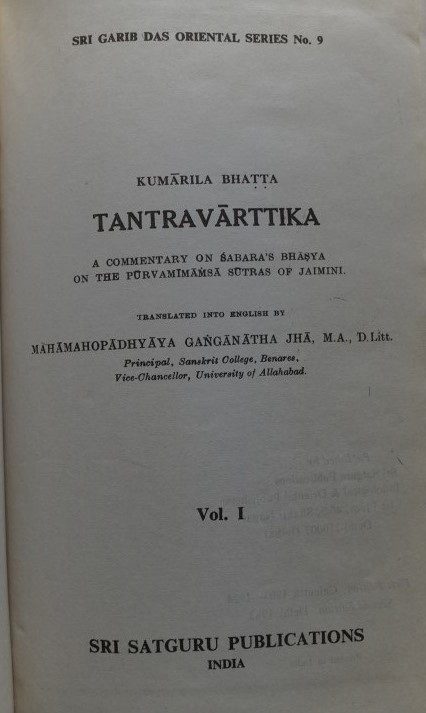 SRI GARIB DAS ORIENTAL SERIES No. 9
KUMĀRILA BHAṬṬA
TANTRAVĀRTTIKA
A COMMENTARY ON ŚABARA'S BHĀṢYA
ON THE PŪRVAMĪMĀṀSĀ SŪTRAS OF JAIMINI.
TRANSLATED INTO ENGLISH BY
MAHĀMAHOPĀDHYĀYA GAṄGĀNĀTHA JHĀ, M.A., D.Litt.
Principal, Sanskrit College, Benares,
Vice-Chancellor, University of Allahabad.
Vol. I
SRI SATGURU PUBLICATIONS
INDIA